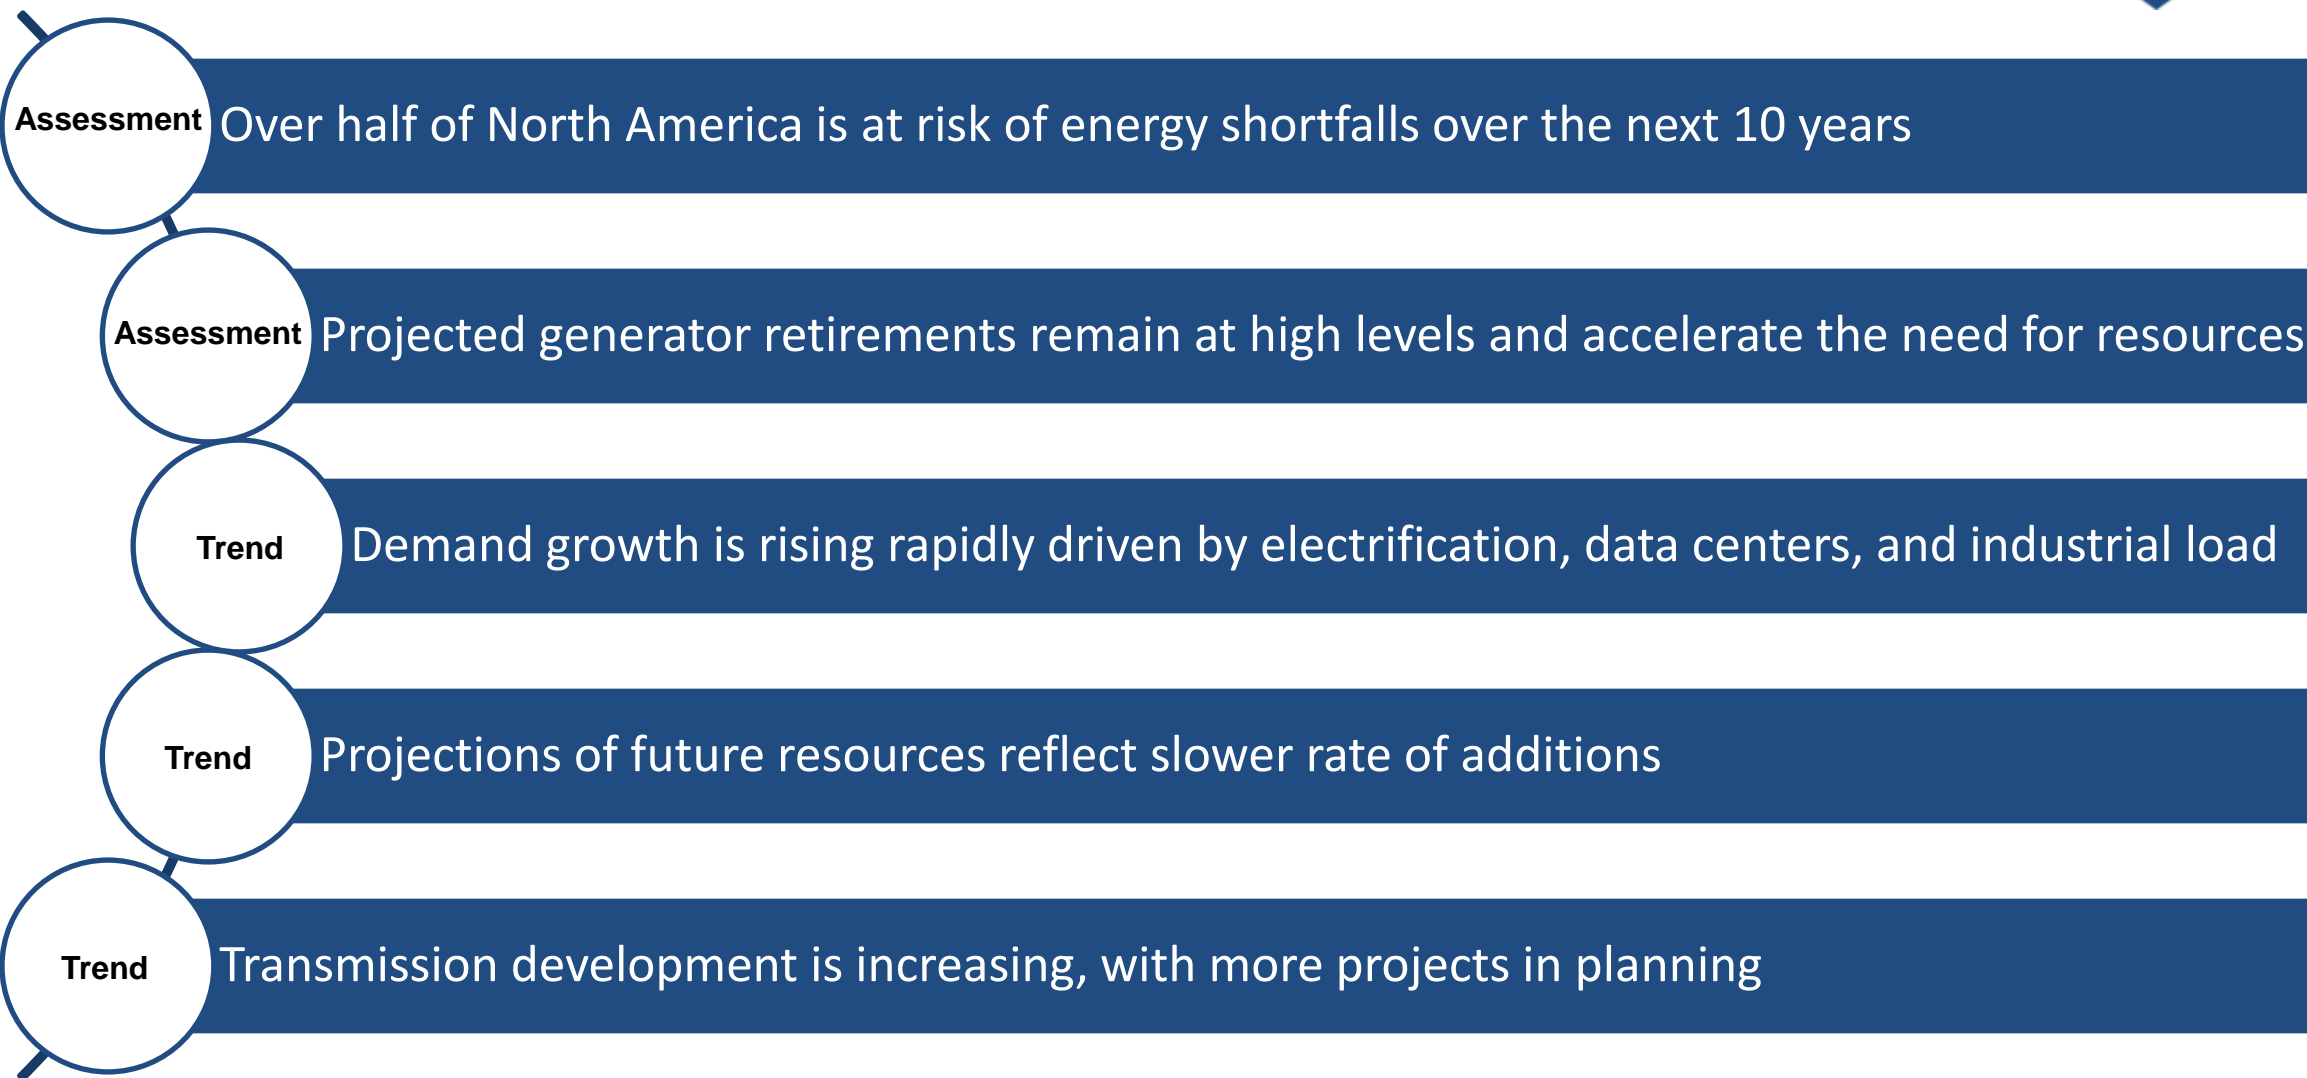 Assessment
Over half of North America is at risk of energy shortfalls over the next 10 years
Assessment
Projected generator retirements remain at high levels and accelerate the need for resources
Trend
Demand growth is rising rapidly driven by electrification, data centers, and industrial load
Trend
Projections of future resources reflect slower rate of additions
Trend
Transmission development is increasing, with more projects in planning